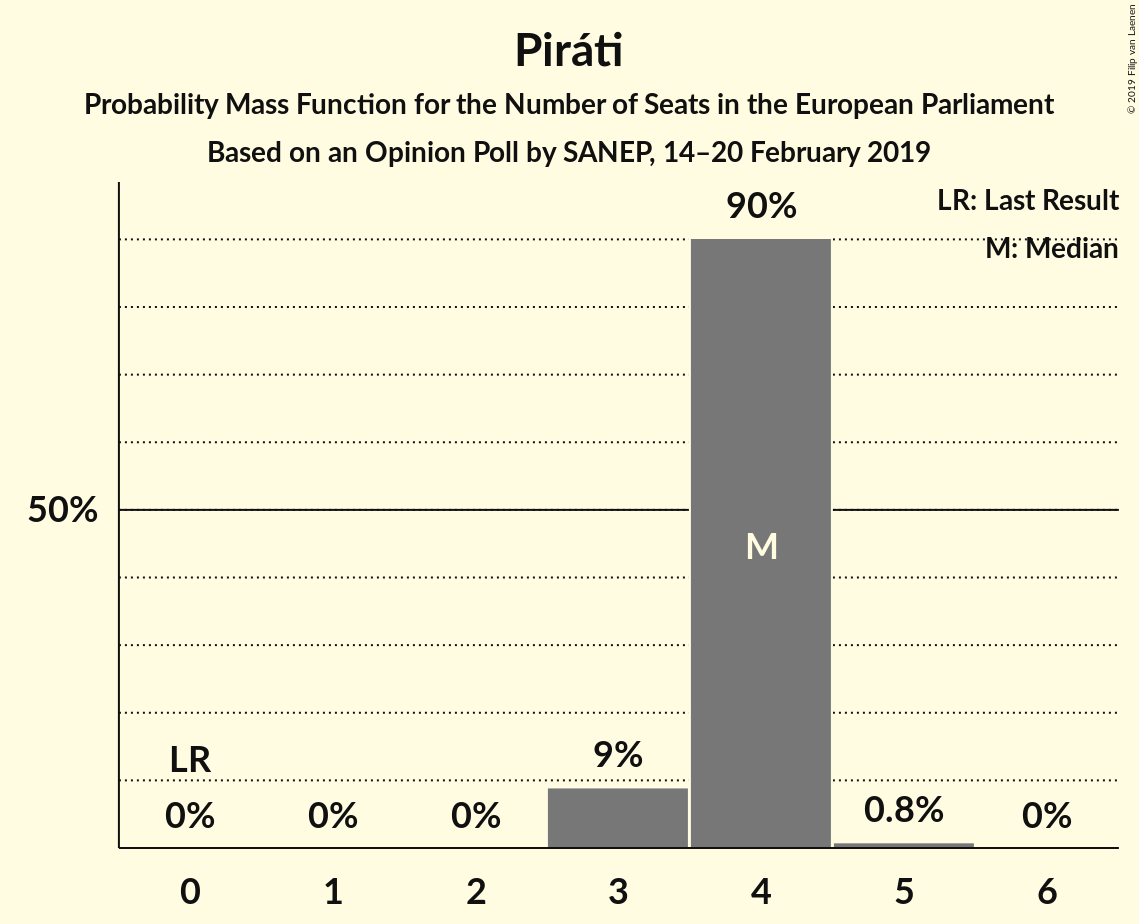 Piráti
Probability Mass Function for the Number of Seats in the European Parliament
Based on an Opinion Poll by SANEP, 14–20 February 2019
© 2019 Filip van Laenen
LR: Last Result
M: Median
90%
50%
M
LR
9%
0%
0%
0%
0.8%
0%
0 1 2 3 4 5 6